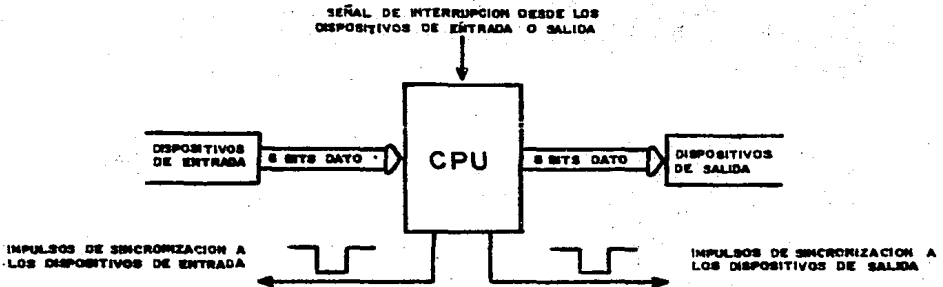 SEÑAL DE INTERRUPCION DESDE LOS
DISPOSITIVOS DE ENTRADA O SALIDA
DISPOSITIVOS
DE ENTRADA
8 BITS DATO
CPU
8 BITS DATO
DISPOSITIVOS
DE SALIDA
IMPULSOS DE SINCRONIZACION A
LOS DISPOSITIVOS DE ENTRADA
IMPULSOS DE SINCRONIZACION A
LOS DISPOSITIVOS DE SALIDA